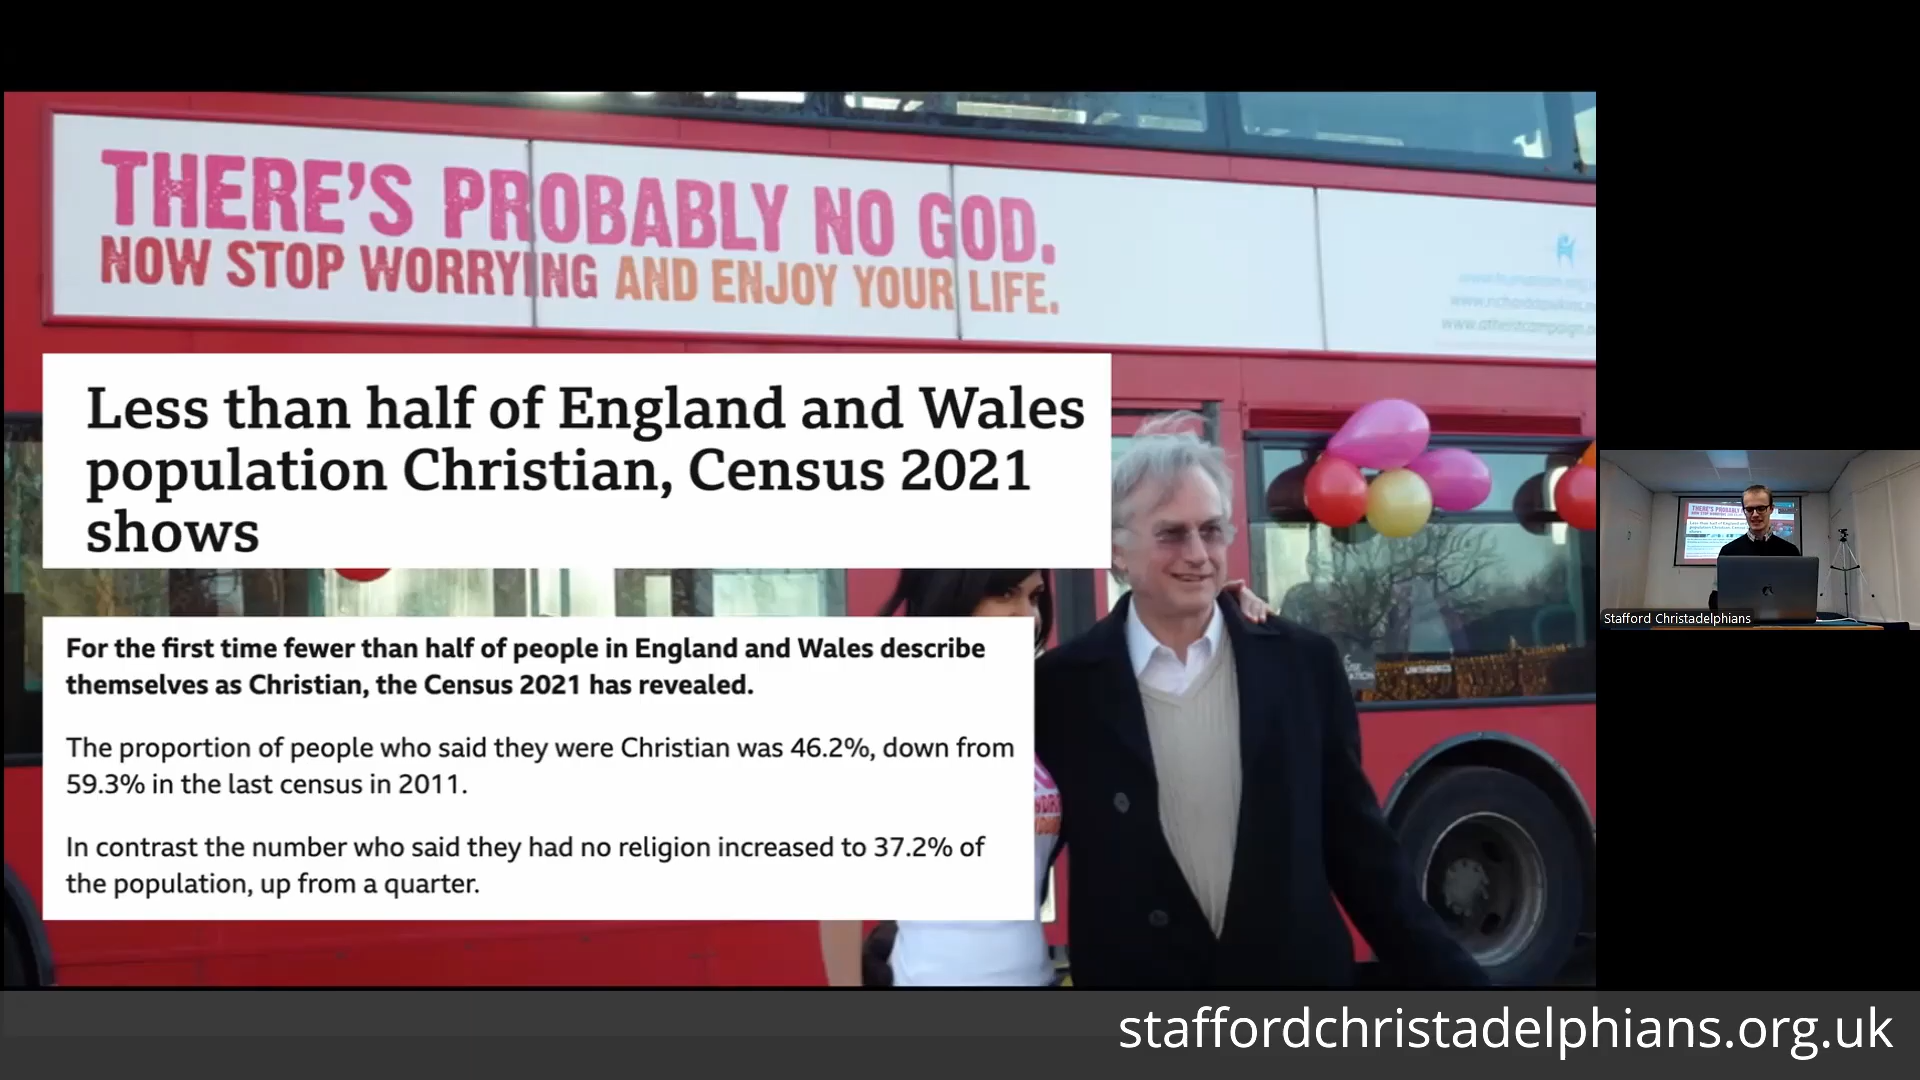 THERE'S PROBABLY NO GOD.
NOW STOP WORRYING AND ENJOY YOUR LIFE.
Less than half of England and Wales
population Christian, Census 2021
shows
For the first time fewer than half of people in England and Wales describe
themselves as Christian, the Census 2021 has revealed.
The proportion of people who said they were Christian was 46.2%, down from
59.3% in the last census in 2011.
In contrast the number who said they had no religion increased to 37.2% of
the population, up from a quarter.
Stafford Christadelphians
staffordchristadelphians.org.uk